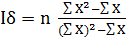 Iδ = n (∑X² − ∑X) / ((∑X)² − ∑X)